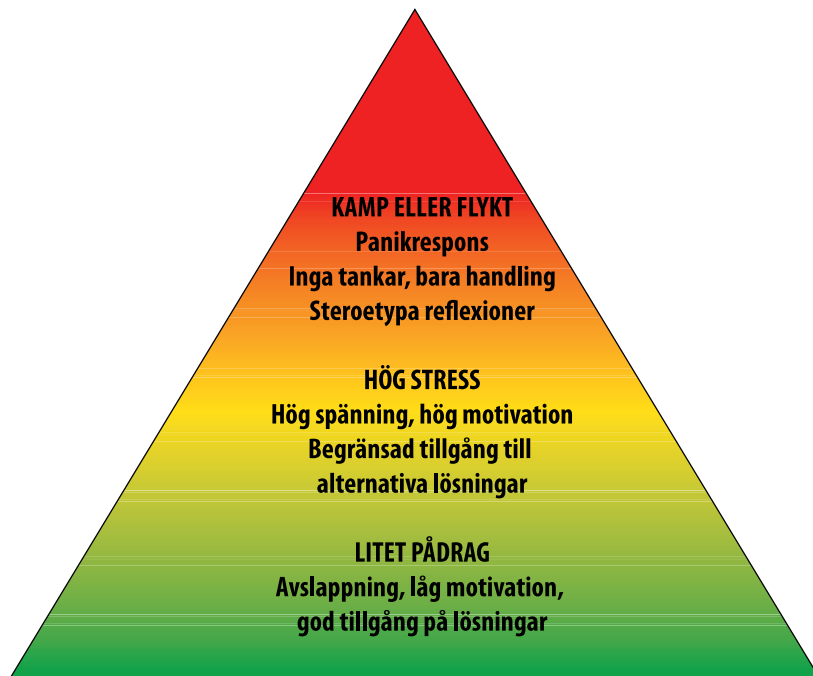 KAMP ELLER FLYKT
Panikrespons
Inga tankar, bara handling
Steroetypa reflexioner
HÖG STRESS
Hög spänning, hög motivation
Begränsad tillgång till
alternativa lösningar
LITET PÅDRAG
Avslappning, låg motivation,
god tillgång på lösningar